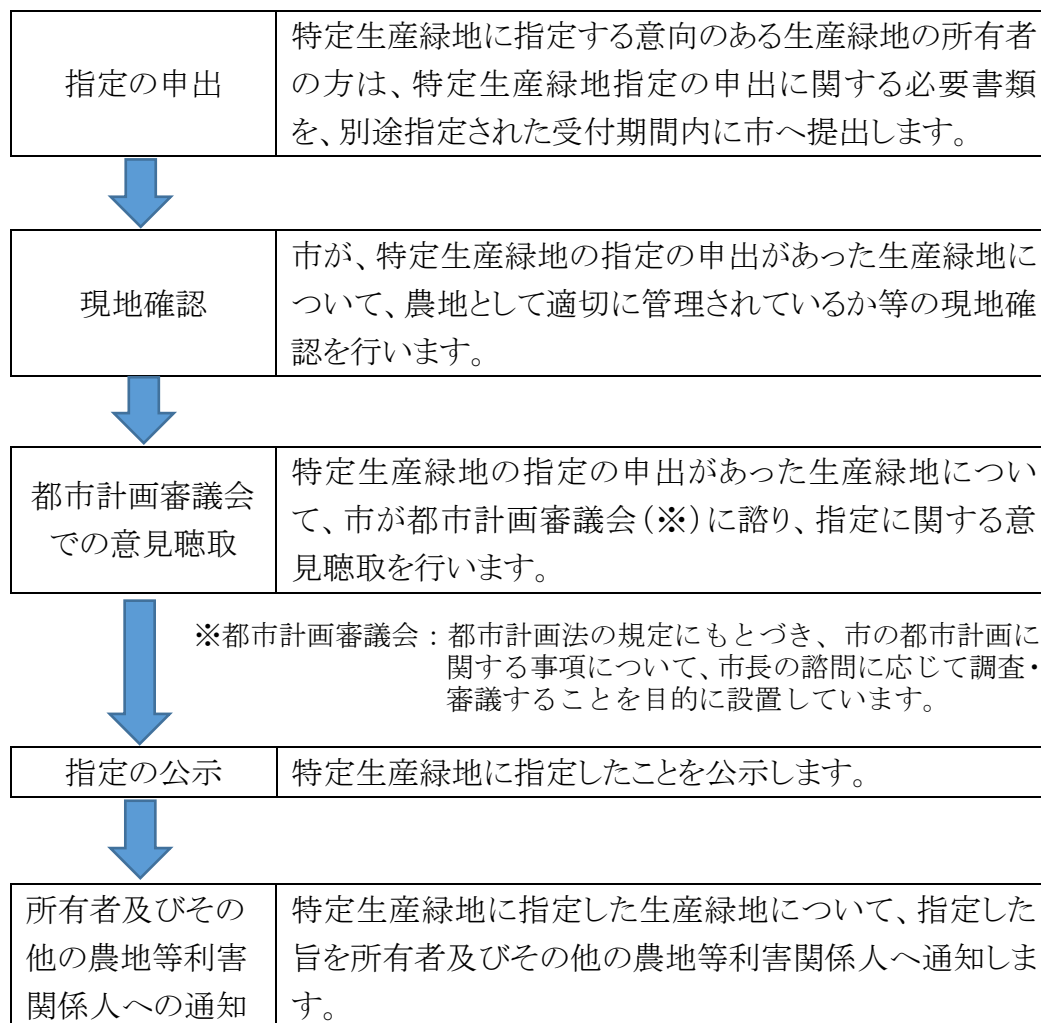 指定の申出
特定生産緑地に指定する意向のある生産緑地の所有者
の方は、特定生産緑地指定の申出に関する必要書類
を、別途指定された受付期間内に市へ提出します。
現地確認
市が、特定生産緑地の指定の申出があった生産緑地に
ついて、農地として適切に管理されているか等の現地確
認を行います。
都市計画審議会
での意見聴取
特定生産緑地の指定の申出があった生産緑地につい
て、市が都市計画審議会(※)に諮り、指定に関する意
見聴取を行います。
※都市計画審議会：都市計画法の規定にもとづき、市の都市計画に
関する事項について、市長の諮問に応じて調査・
審議することを目的に設置しています。
指定の公示
特定生産緑地に指定したことを公示します。
所有者及びその
他の農地等利害
関係人への通知
特定生産緑地に指定した生産緑地について、指定した
旨を所有者及びその他の農地等利害関係人へ通知しま
す。